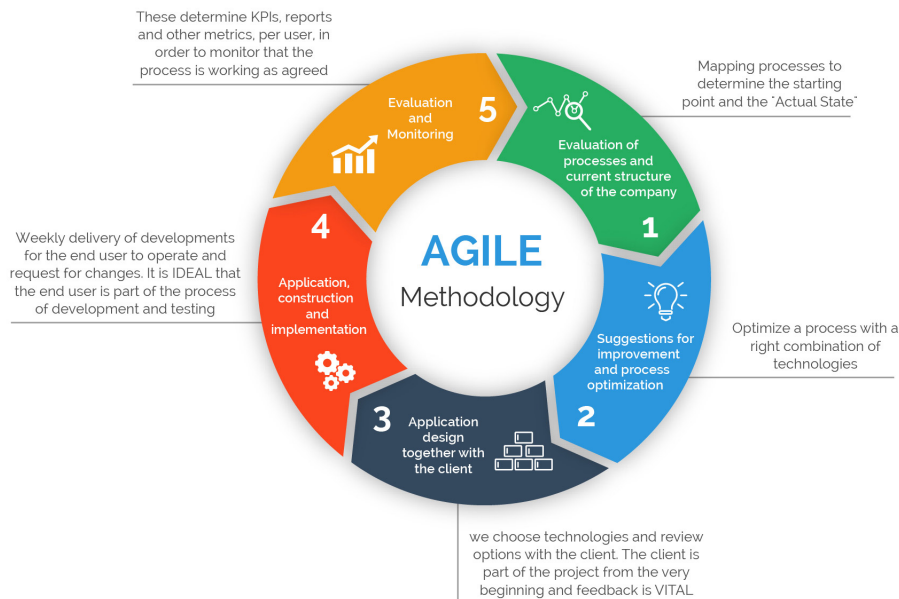 AGILE
Methodology
1
Evaluation of
processes and
current structure
of the company
Mapping processes to
determine the starting
point and the "Actual State"
2
Suggestions for
improvement
and process
optimization
Optimize a process with a
right combination of
technologies
3
Application
design
together with
the client
we choose technologies and review
options with the client. The client is
part of the project from the very
beginning and feedback is VITAL
4
Application,
construction
and
implementation
Weekly delivery of developments
for the end user to operate and
request for changes. It is IDEAL that
the end user is part of the process
of development and testing
5
Evaluation
and
Monitoring
These determine KPIs, reports
and other metrics, per user, in
order to monitor that the
process is working as agreed